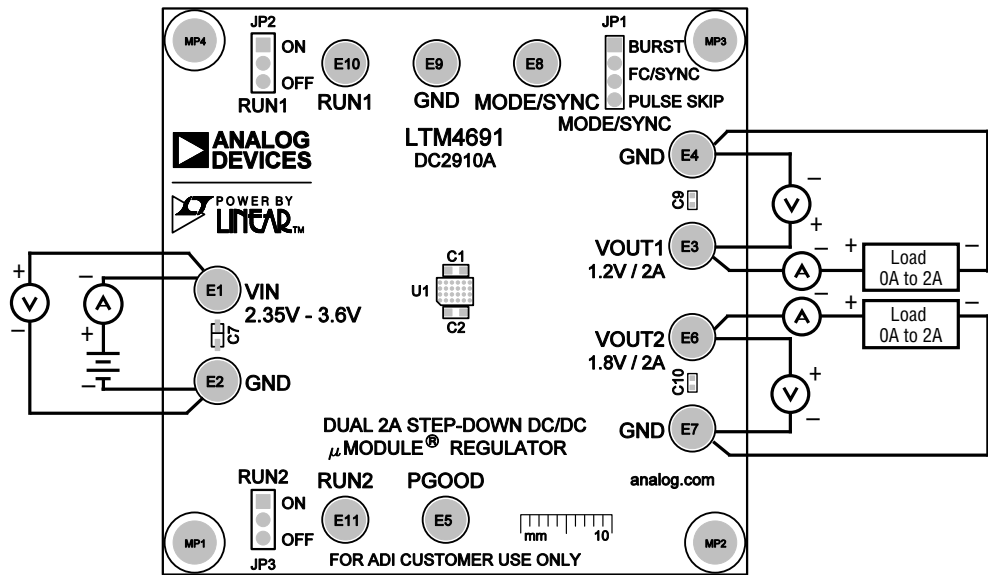 JP2
JP1
MP4
ON
OFF
RUN1
E10
RUN1
E9
GND
E8
MODE/SYNC
BURST
FC/SYNC
PULSE SKIP
MODE/SYNC
MP3
ANALOG
DEVICES
LTM4691
DC2910A
POWER BY
LINEAR™
GND
E4
C9
V
−
+
VOUT1
1.2V / 2A
E3
A
−
+
Load
0A to 2A
−
+
V
−
−
A
+
−
E1
VIN
2.35V - 3.6V
C7
E2
GND
C1
U1
C2
VOUT2
1.8V / 2A
E6
A
−
+
Load
0A to 2A
−
C10
V
+
−
GND
E7
DUAL 2A STEP-DOWN DC/DC
µMODULE® REGULATOR
analog.com
RUN2
ON
OFF
JP3
MP1
RUN2
E11
PGOOD
E5
mm 10
MP2
FOR ADI CUSTOMER USE ONLY